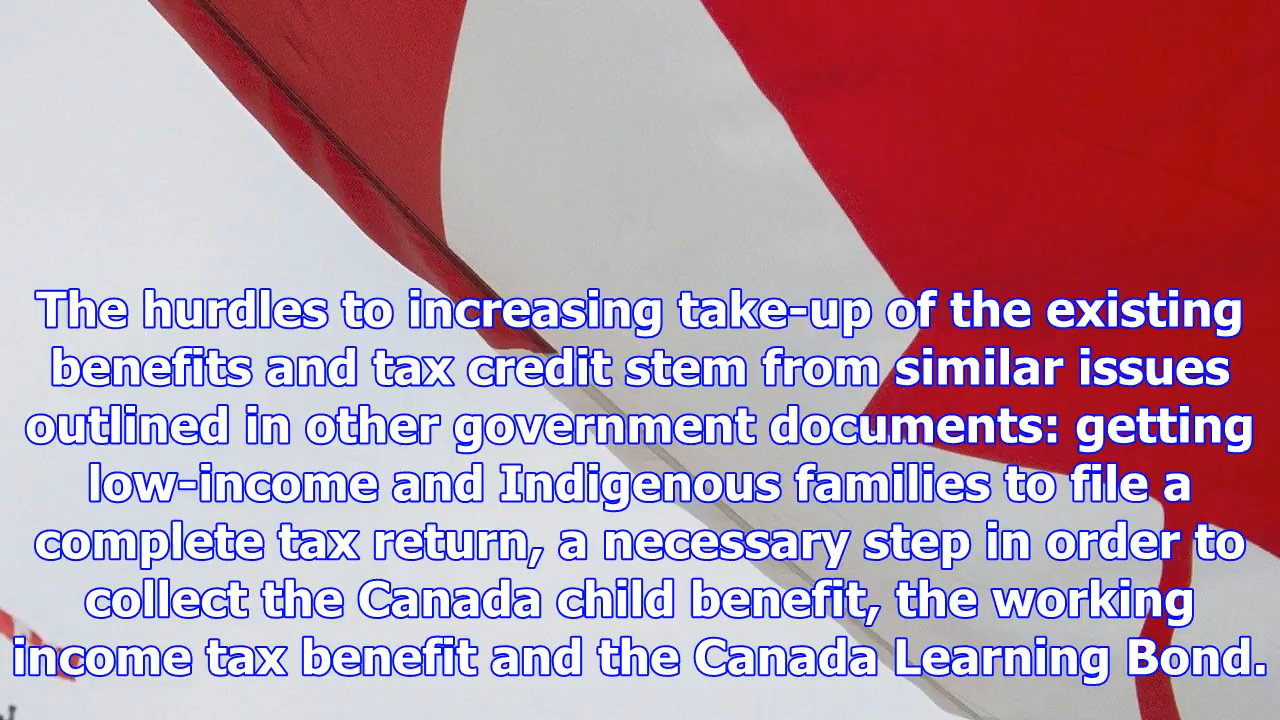 The hurdles to increasing take-up of the existing
benefits and tax credit stem from similar issues
outlined in other government documents: getting
low-income and Indigenous families to file a
complete tax return, a necessary step in order to
collect the Canada child benefit, the working
income tax benefit and the Canada Learning Bond.